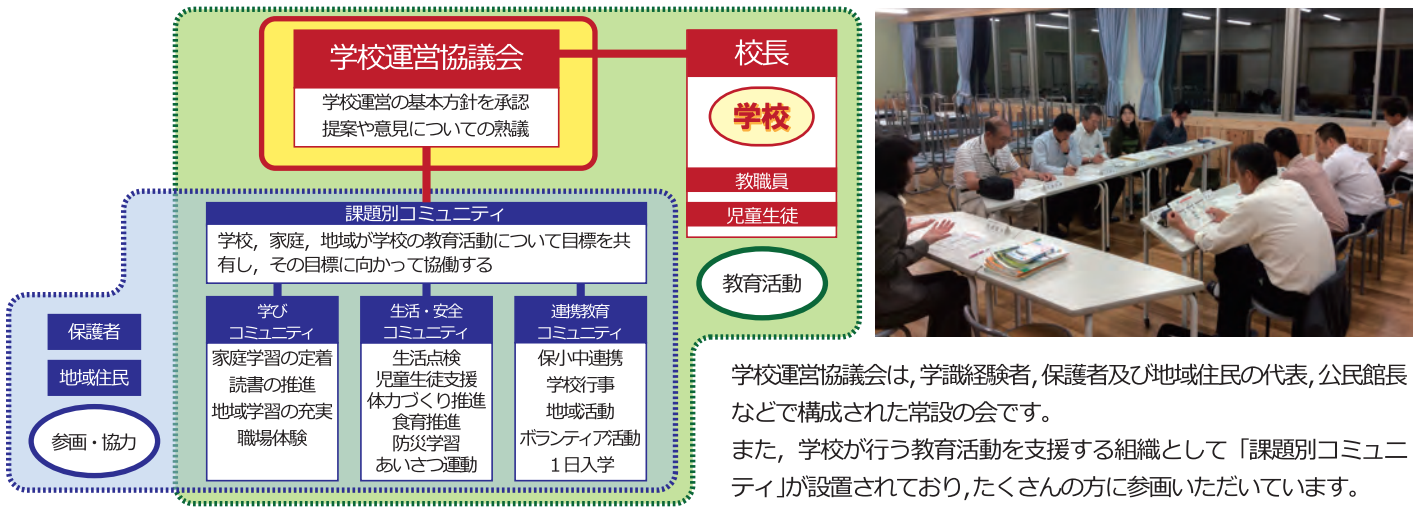 学校運営協議会
学校運営の基本方針を承認
提案や意見についての熟議
校長
学校
教職員
児童生徒
教育活動
課題別コミュニティ
学校，家庭，地域が学校の教育活動について目標を共
有し，その目標に向かって協働する
学び
コミュニティ
家庭学習の定着
読書の推進
地域学習の充実
職場体験
生活・安全
コミュニティ
生活点検
児童生徒支援
体力づくり推進
食育推進
防災学習
あいさつ運動
連携教育
コミュニティ
保小中連携
学校行事
地域活動
ボランティア活動
１日入学
保護者
地域住民
参画・協力
学校運営協議会は，学識経験者，保護者及び地域住民の代表，公民館長
などで構成された常設の会です。
また，学校が行う教育活動を支援する組織として「課題別コミュニ
ティ」が設置されており，たくさんの方に参画いただいています。